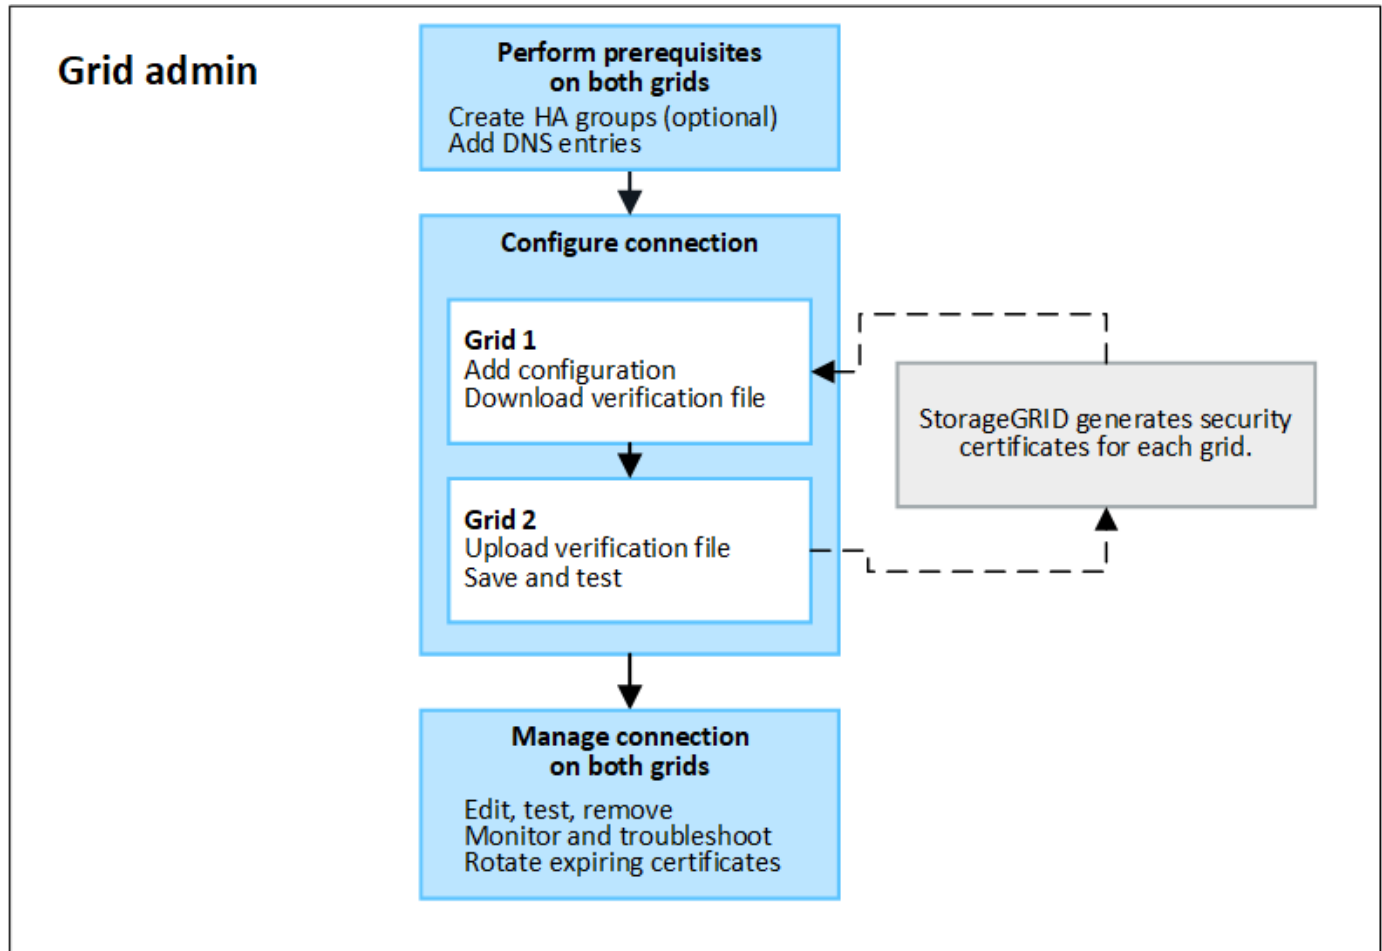 Grid admin
Perform prerequisites
on both grids
Create HA groups (optional)
Add DNS entries
Configure connection
Grid 1
Add configuration
Download verification file
StorageGRID generates security
certificates for each grid.
Grid 2
Upload verification file
Save and test
Manage connection
on both grids
Edit, test, remove
Monitor and troubleshoot
Rotate expiring certificates